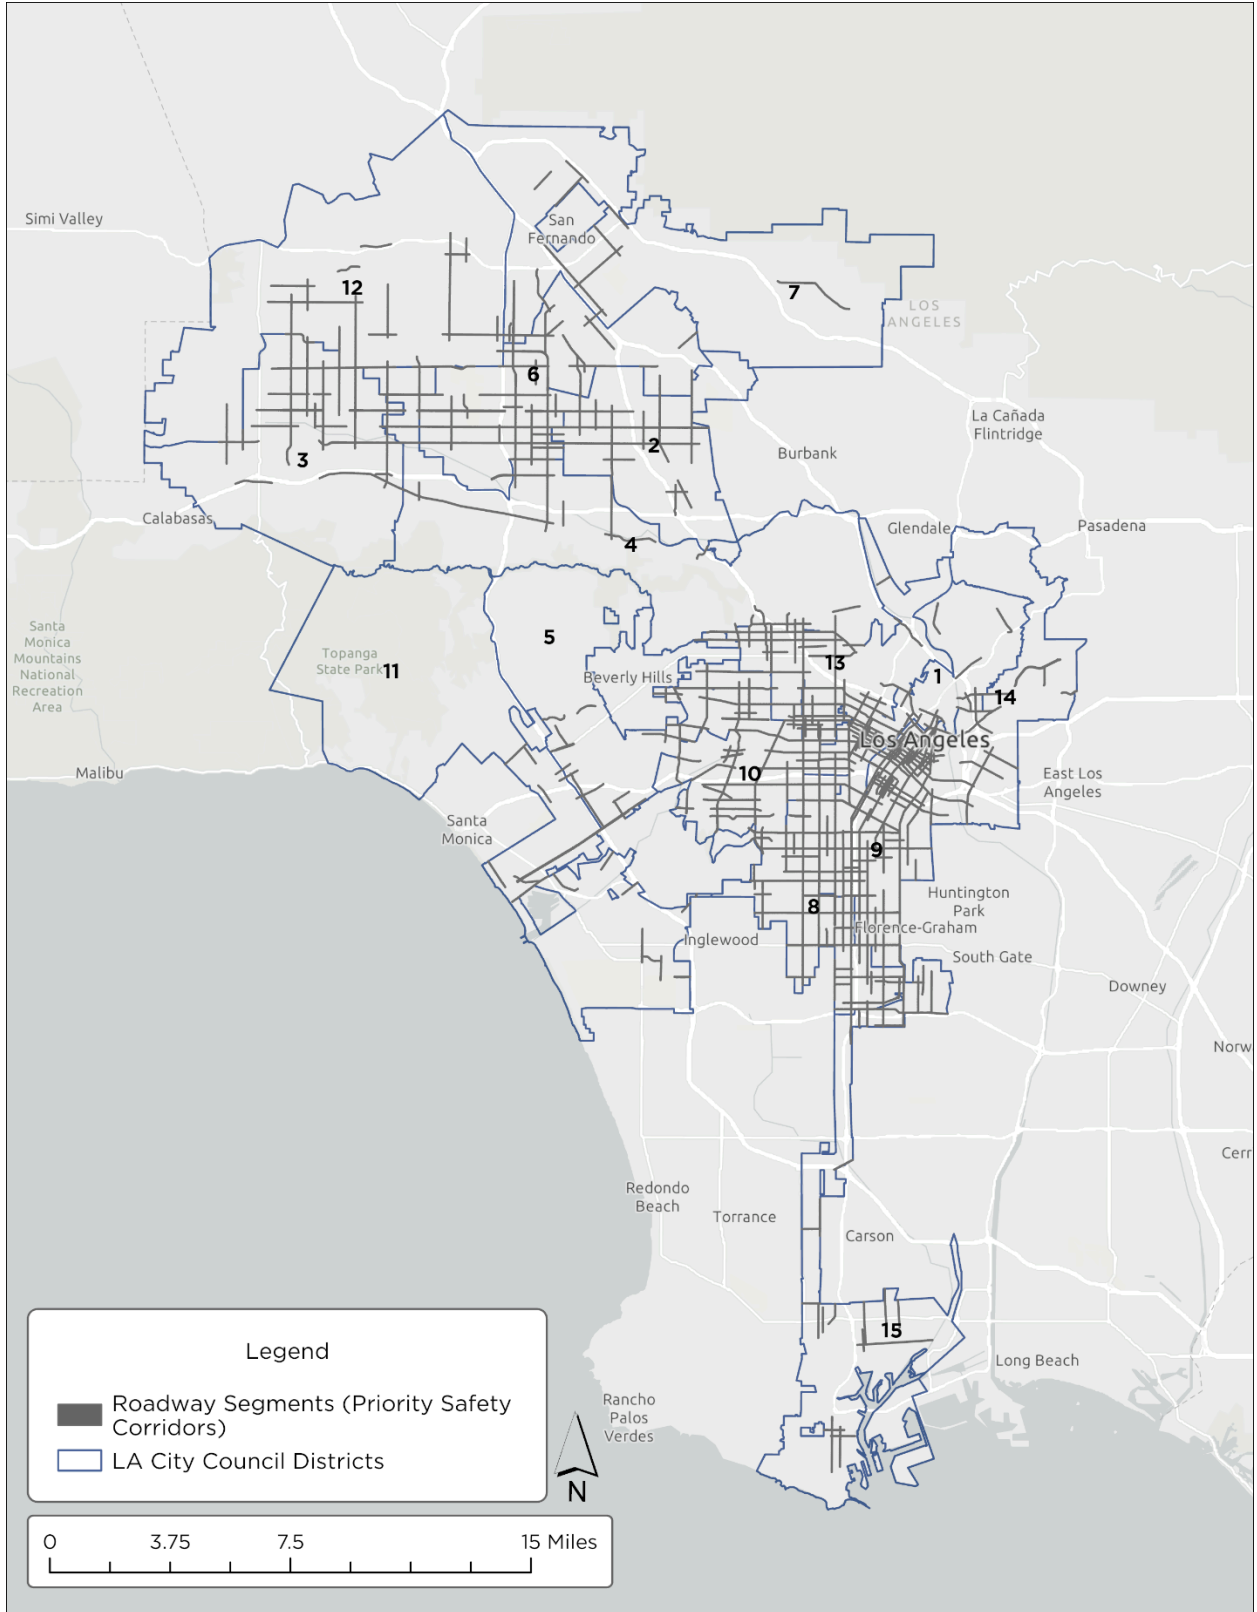 Simi Valley
San
Fernando
12
7
LOS
ANGELES
6
La Cañada
Flintridge
2
Burbank
3
Calabasas
Glendale
Pasadena
4
Santa
Monica
Mountains
National
Recreation
Area
5
Topanga
State Park
11
Beverly Hills
13
1
14
Los Angeles
10
East Los
Angeles
Malibu
Santa
Monica
9
Huntington
Park
8
Florence-Graham
Inglewood
South Gate
Downey
Norw
Cerr
Redondo
Beach
Torrance
Carson
15
Long Beach
Rancho
Palos
Verdes
Legend
Roadway Segments (Priority Safety
Corridors)
LA City Council Districts
N
0 3.75 7.5 15 Miles